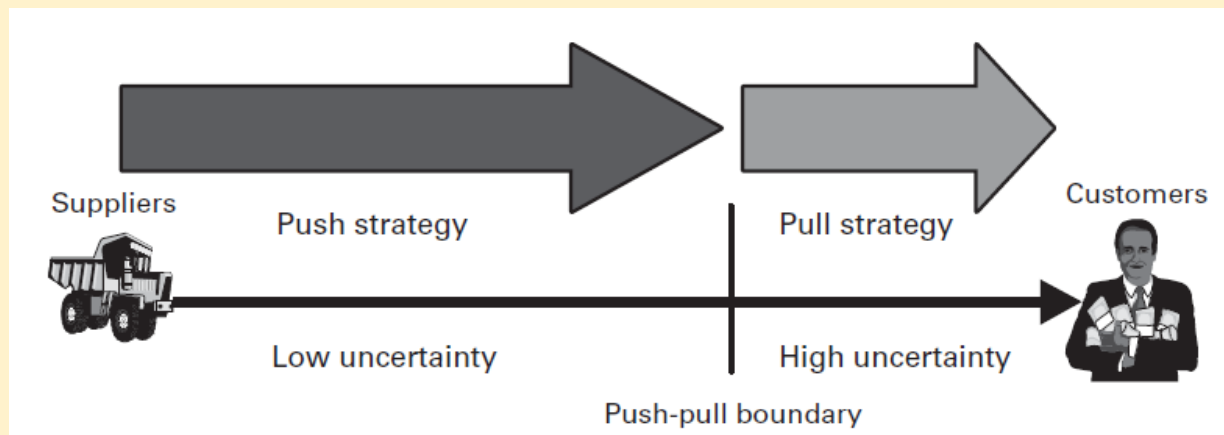 Suppliers
Customers
Push strategy
Pull strategy
Low uncertainty
High uncertainty
Push-pull boundary